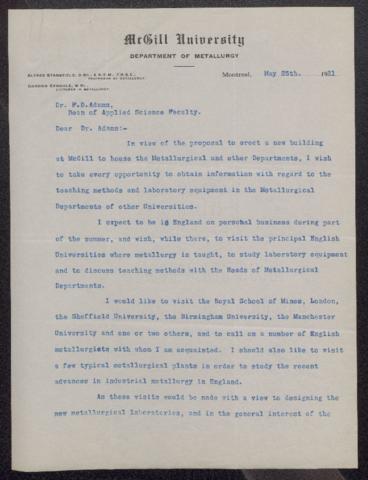 McGill University
DEPARTMENT OF METALLURGY
ALFRED STANSFIELD, D.SC., A.R.S.M., F.R.S.C.,
PROFESSOR OF METALLURGY.
GORDON SPROULE, M.SC.,
LECTURER IN METALLURGY.
Montreal, May 25th. 1921
Dr. F.D.Adams,
Dean of Applied Science Faculty.
Dear Dr. Adams:-
In view of the proposal to erect a new building
at McGill to house the Metallurgical and other Departments, I wish
to take every opportunity to obtain information with regard to the
teaching methods and laboratory equipment in the Metallurgical
Departments of other Universities.
I expect to be in England on personal business during part
of the summer, and wish, while there, to visit the principal English
Universities where metallurgy is taught, to study laboratory equipment
and to discuss teaching methods with the Heads of Metallurgical
Departments.
I would like to visit the Royal School of Mines, London,
the Sheffield University, the Birmingham University, the Manchester
University and one or two others, and to call on a number of English
metallurgists with whom I am acquainted. I should also like to visit
a few typical metallurgical plants in order to study the recent
advances in industrial metallurgy in England.
As these visits would be made with a view to designing the
new metallurgical laboratories, and in the general interest of the